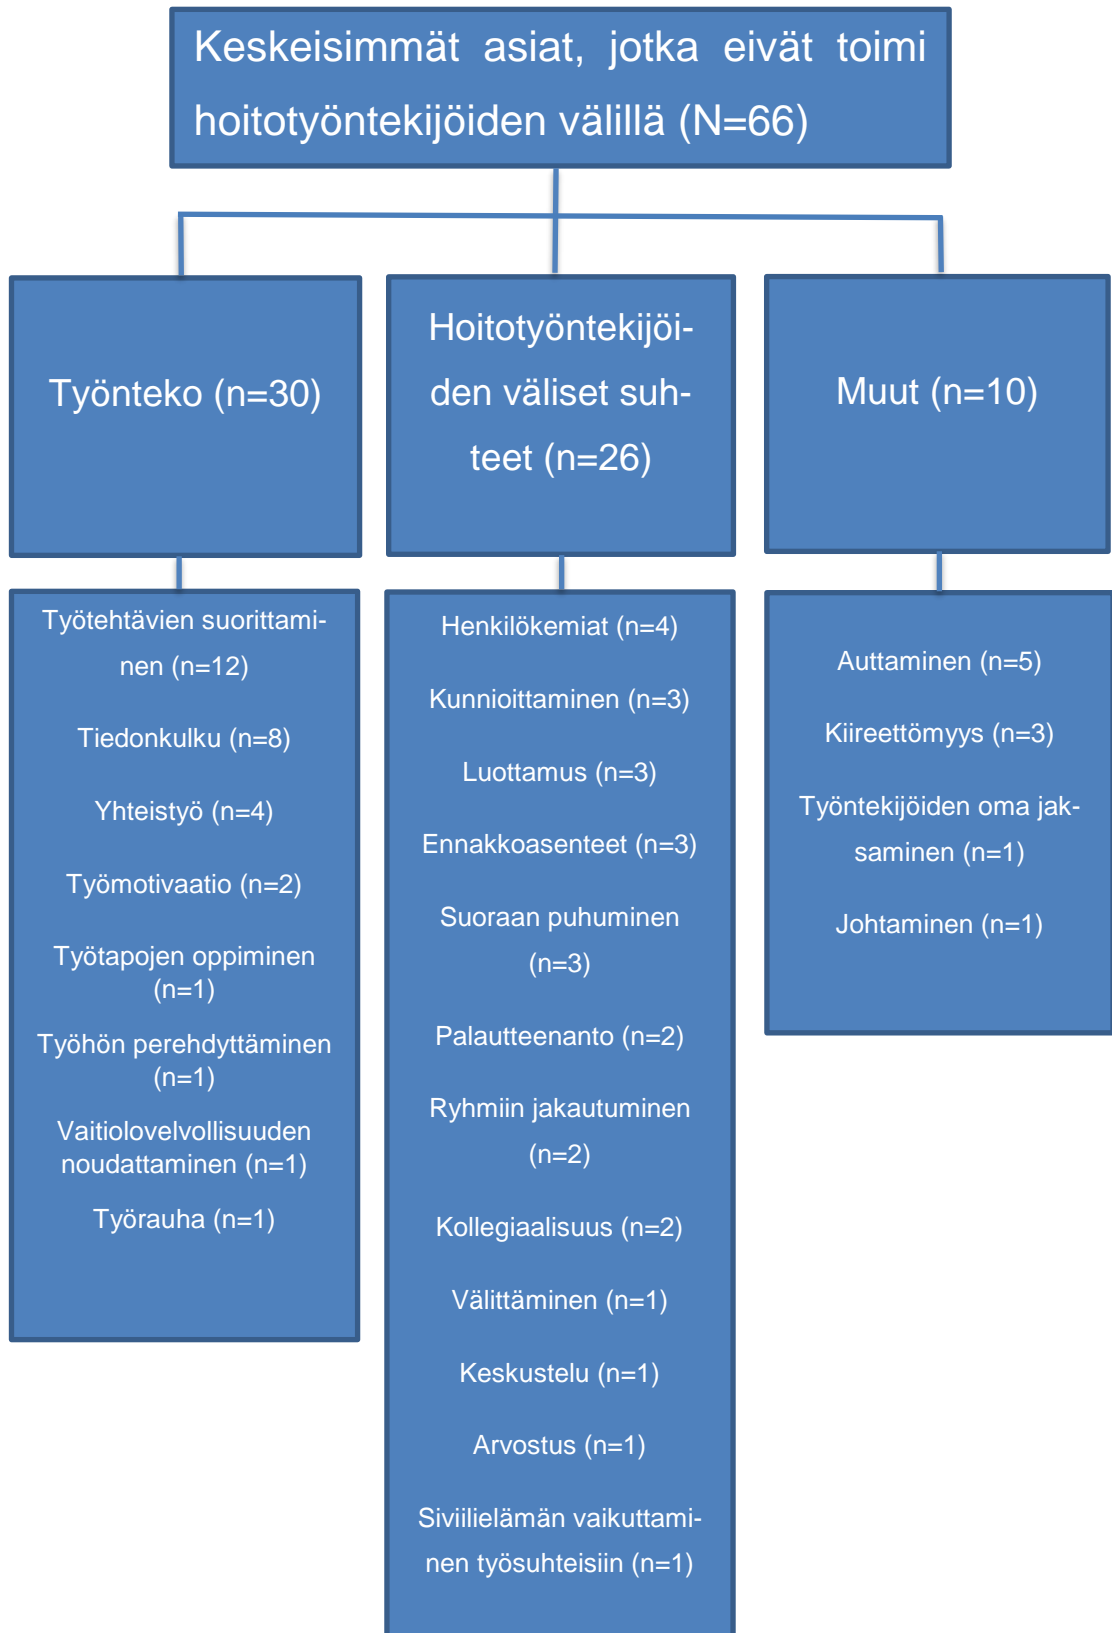 Keskeisimmät asiat, jotka eivät toimi
hoitotyöntekijöiden välillä (N=66)
Työnteko (n=30)
Hoitotyöntekijöi-
den väliset suh-
teet (n=26)
Muut (n=10)
Työtehtävien suorittami-
nen (n=12)
Tiedonkulku (n=8)
Yhteistyö (n=4)
Työmotivaatio (n=2)
Työtapojen oppiminen
(n=1)
Työhön perehdyttäminen
(n=1)
Vaitiolovelvollisuuden
noudattaminen (n=1)
Työrauha (n=1)
Henkilökemiat (n=4)
Kunnioittaminen (n=3)
Luottamus (n=3)
Ennakkoasenteet (n=3)
Suoraan puhuminen
(n=3)
Palautteenanto (n=2)
Ryhmiin jakautuminen
(n=2)
Kollegiaalisuus (n=2)
Välittäminen (n=1)
Keskustelu (n=1)
Arvostus (n=1)
Siviilielämän vaikuttami-
nen työsuhteisiin (n=1)
Auttaminen (n=5)
Kiireettömyys (n=3)
Työntekijöiden oma jak-
saminen (n=1)
Johtaminen (n=1)